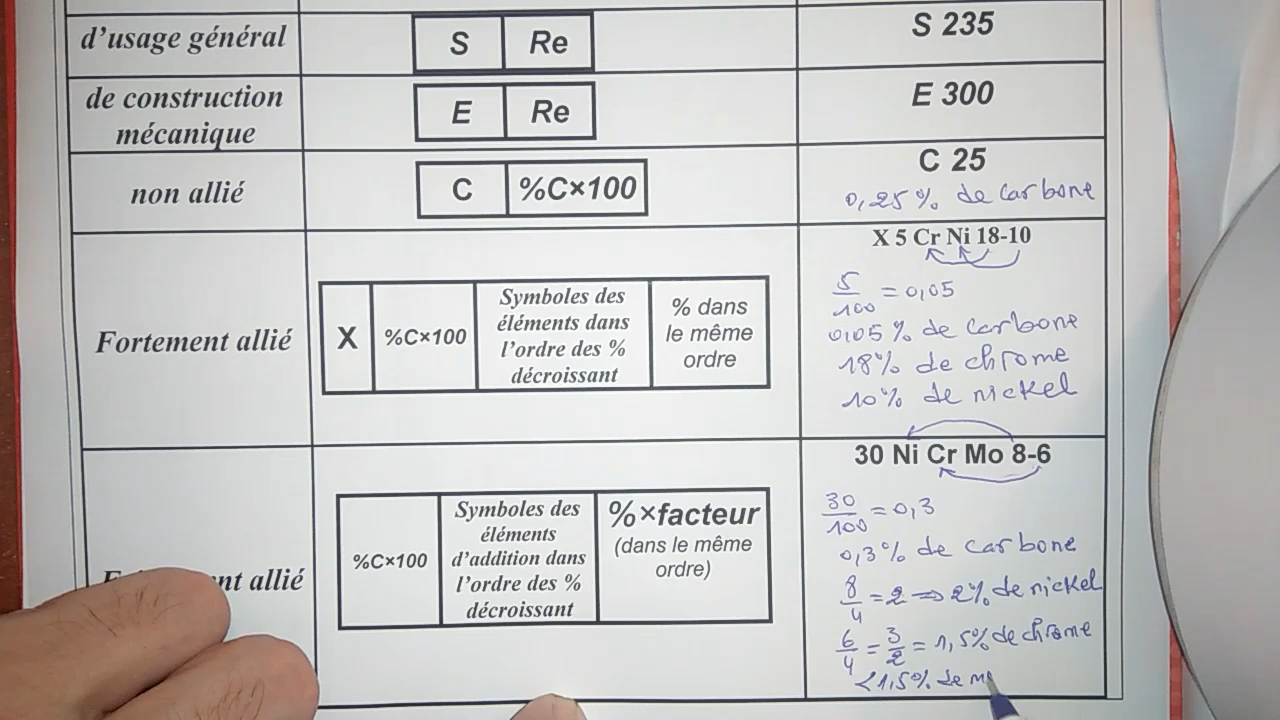 d'usage général
S Re
S 235
de construction
mécanique
E Re
E 300
non allié
C %C×100
C 25
0,25% de carbone
Fortement allié
X
%C×100
Symboles des
éléments dans
l'ordre des %
décroissant
% dans
le même
ordre
X 5 Cr Ni 18-10
5/100 = 0,05
0,05% de carbone
18% de chrome
10% de nickel
nt allié
%C×100
Symboles des
éléments
d'addition dans
l'ordre des %
décroissant
%×facteur
(dans le même
ordre)
30 Ni Cr Mo 8-6
30/100 = 0,3
0,3% de carbone
8/4 = 2 => 2% de nickel
6/4 = 3/2 = 1,5% de chrome
<1,5% de m